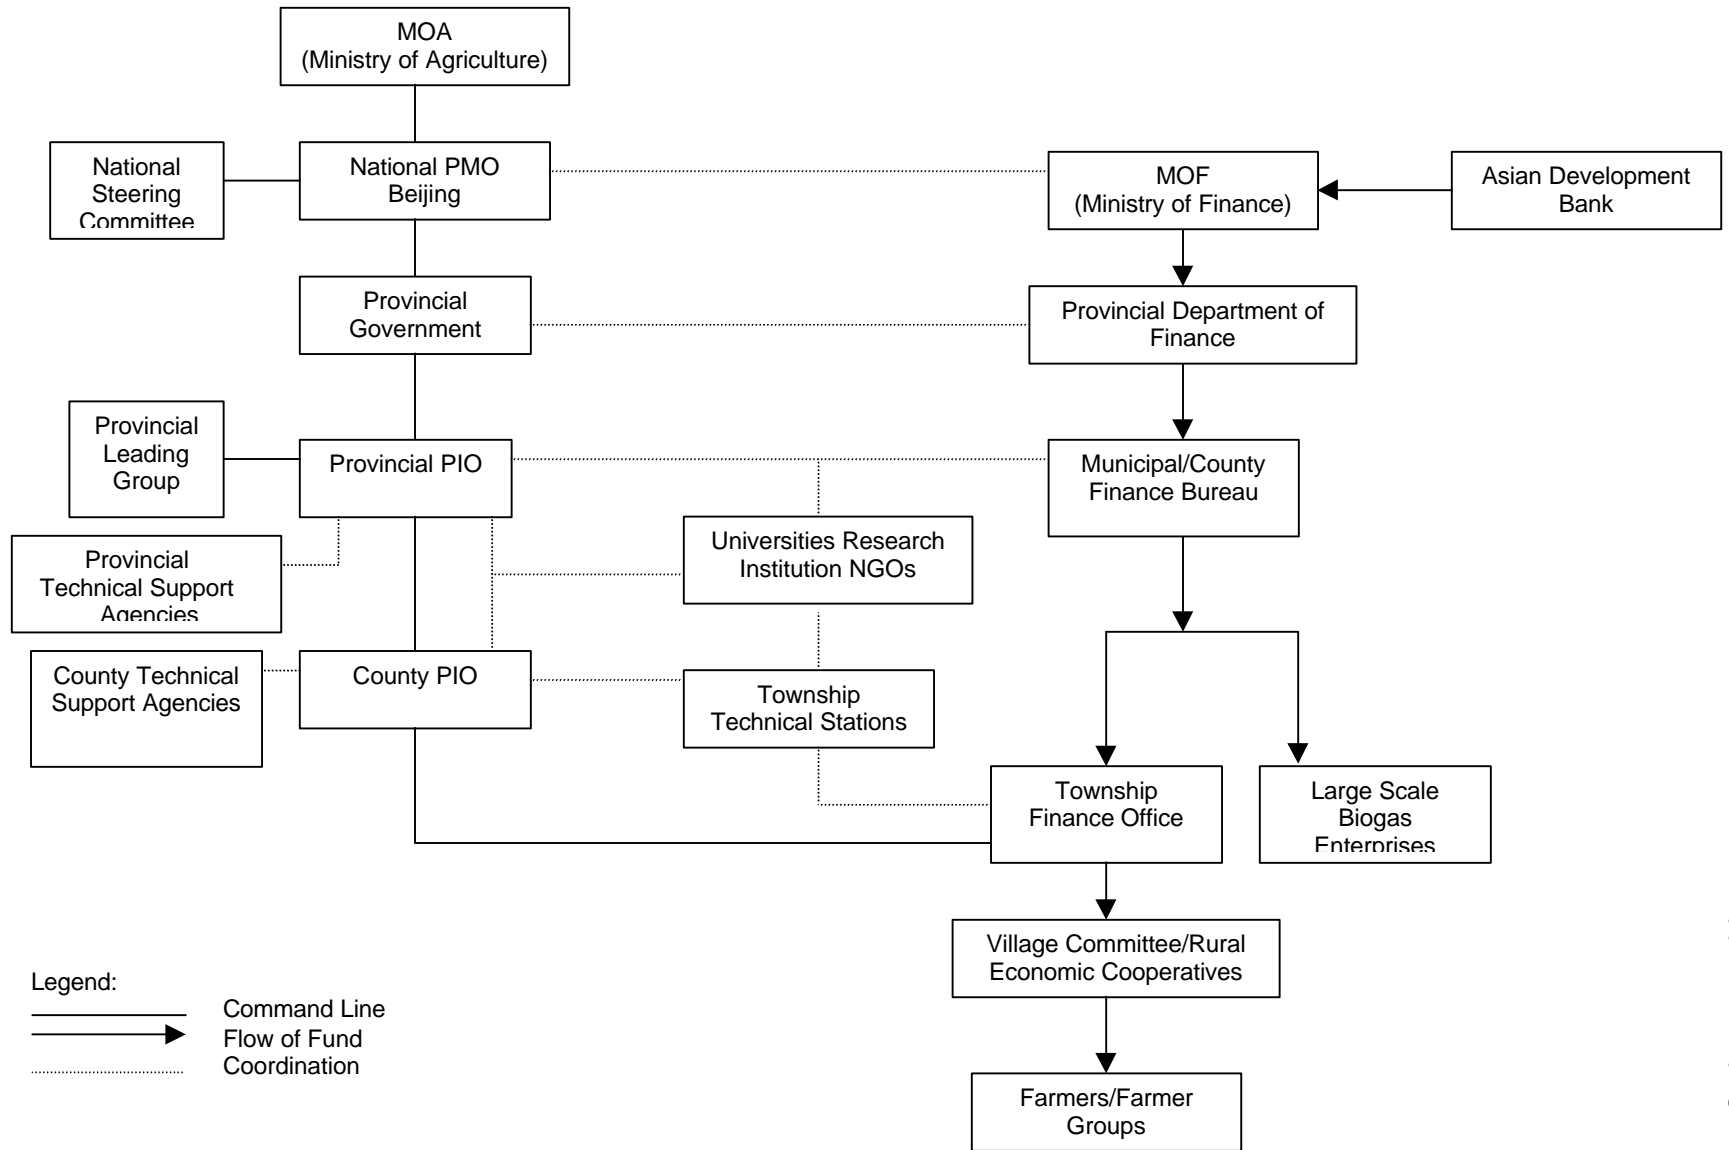 MOA
(Ministry of Agriculture)
National
Steering
Committee
National PMO
Beijing
MOF
(Ministry of Finance)
Asian Development
Bank
Provincial
Government
Provincial Department of
Finance
Provincial
Leading
Group
Provincial PIO
Municipal/County
Finance Bureau
Provincial
Technical Support
Agencies
Universities Research
Institution NGOs
County Technical
Support Agencies
County PIO
Township
Technical Stations
Township
Finance Office
Large Scale
Biogas
Enterprises
Village Committee/Rural
Economic Cooperatives
Farmers/Farmer
Groups
Legend:
Command Line
Flow of Fund
Coordination